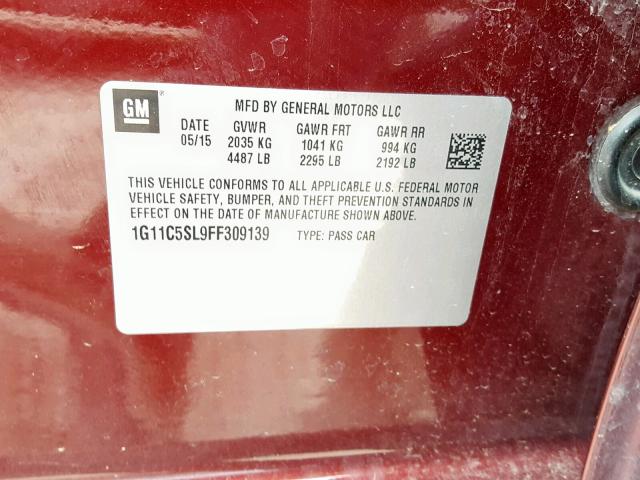 GM
MFD BY GENERAL MOTORS LLC
DATE GVWR GAWR FRT GAWR RR
05/15 2035 KG 1041 KG 994 KG
4487 LB 2295 LB 2192 LB
THIS VEHICLE CONFORMS TO ALL APPLICABLE U.S. FEDERAL MOTOR
VEHICLE SAFETY, BUMPER, AND THEFT PREVENTION STANDARDS IN
EFFECT ON THE DATE OF MANUFACTURE SHOWN ABOVE.
1G11C5SL9FF309139 TYPE: PASS CAR